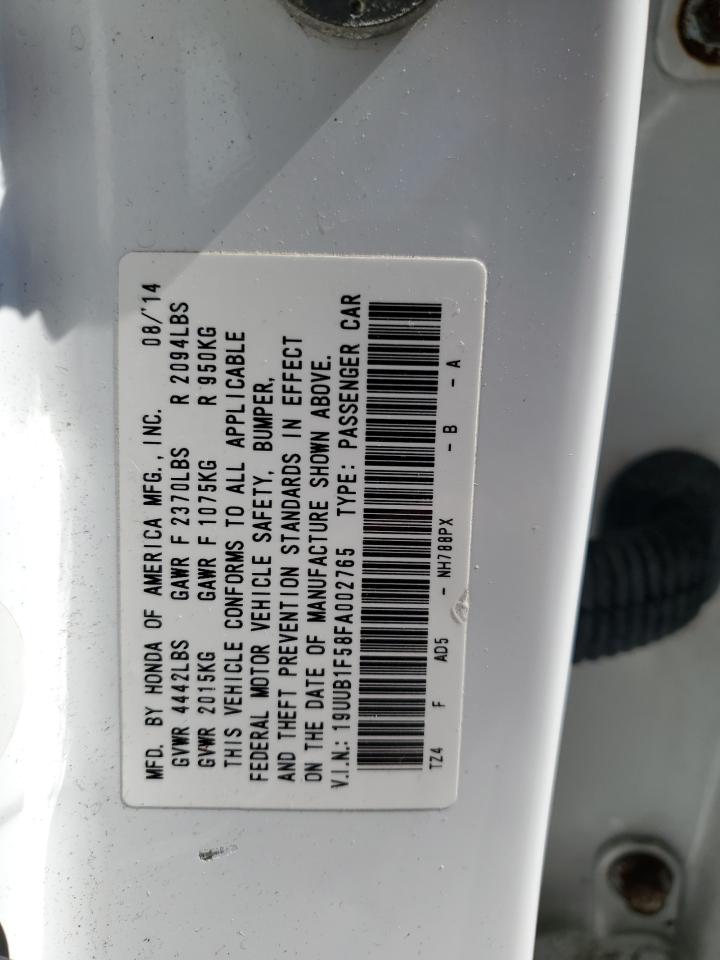 MFD. BY HONDA OF AMERICA MFG., INC. 08/'14
GVWR 4442LBS GAWR F 2370LBS R 2094LBS
GVWR 2015KG GAWR F 1075KG R 950KG
THIS VEHICLE CONFORMS TO ALL APPLICABLE
FEDERAL MOTOR VEHICLE SAFETY, BUMPER,
AND THEFT PREVENTION STANDARDS IN EFFECT
ON THE DATE OF MANUFACTURE SHOWN ABOVE.
V.I.N.: 19UUB1F58FA002765 TYPE: PASSENGER CAR
TZ4 F AD5 - NH788PX - B - A